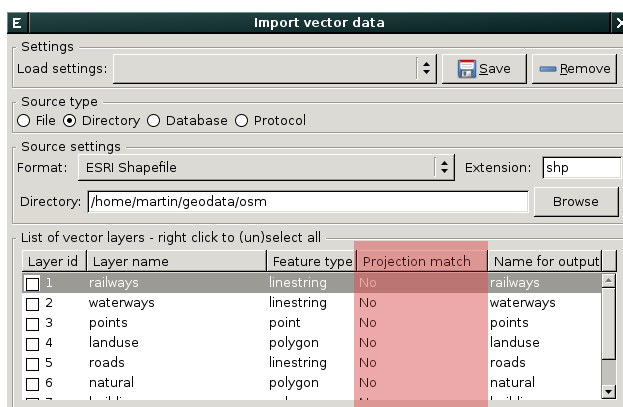 E Import vector data X
Settings
Load settings: Save Remove
Source type
File Directory Database Protocol
Source settings
Format: ESRI Shapefile Extension: shp
Directory: /home/martin/geodata/osm Browse
List of vector layers - right click to (un)select all
Layer id Layer name Feature type Projection match Name for output
1 railways linestring No railways
2 waterways linestring No waterways
3 points point No points
4 landuse polygon No landuse
5 roads linestring No roads
6 natural polygon No natural